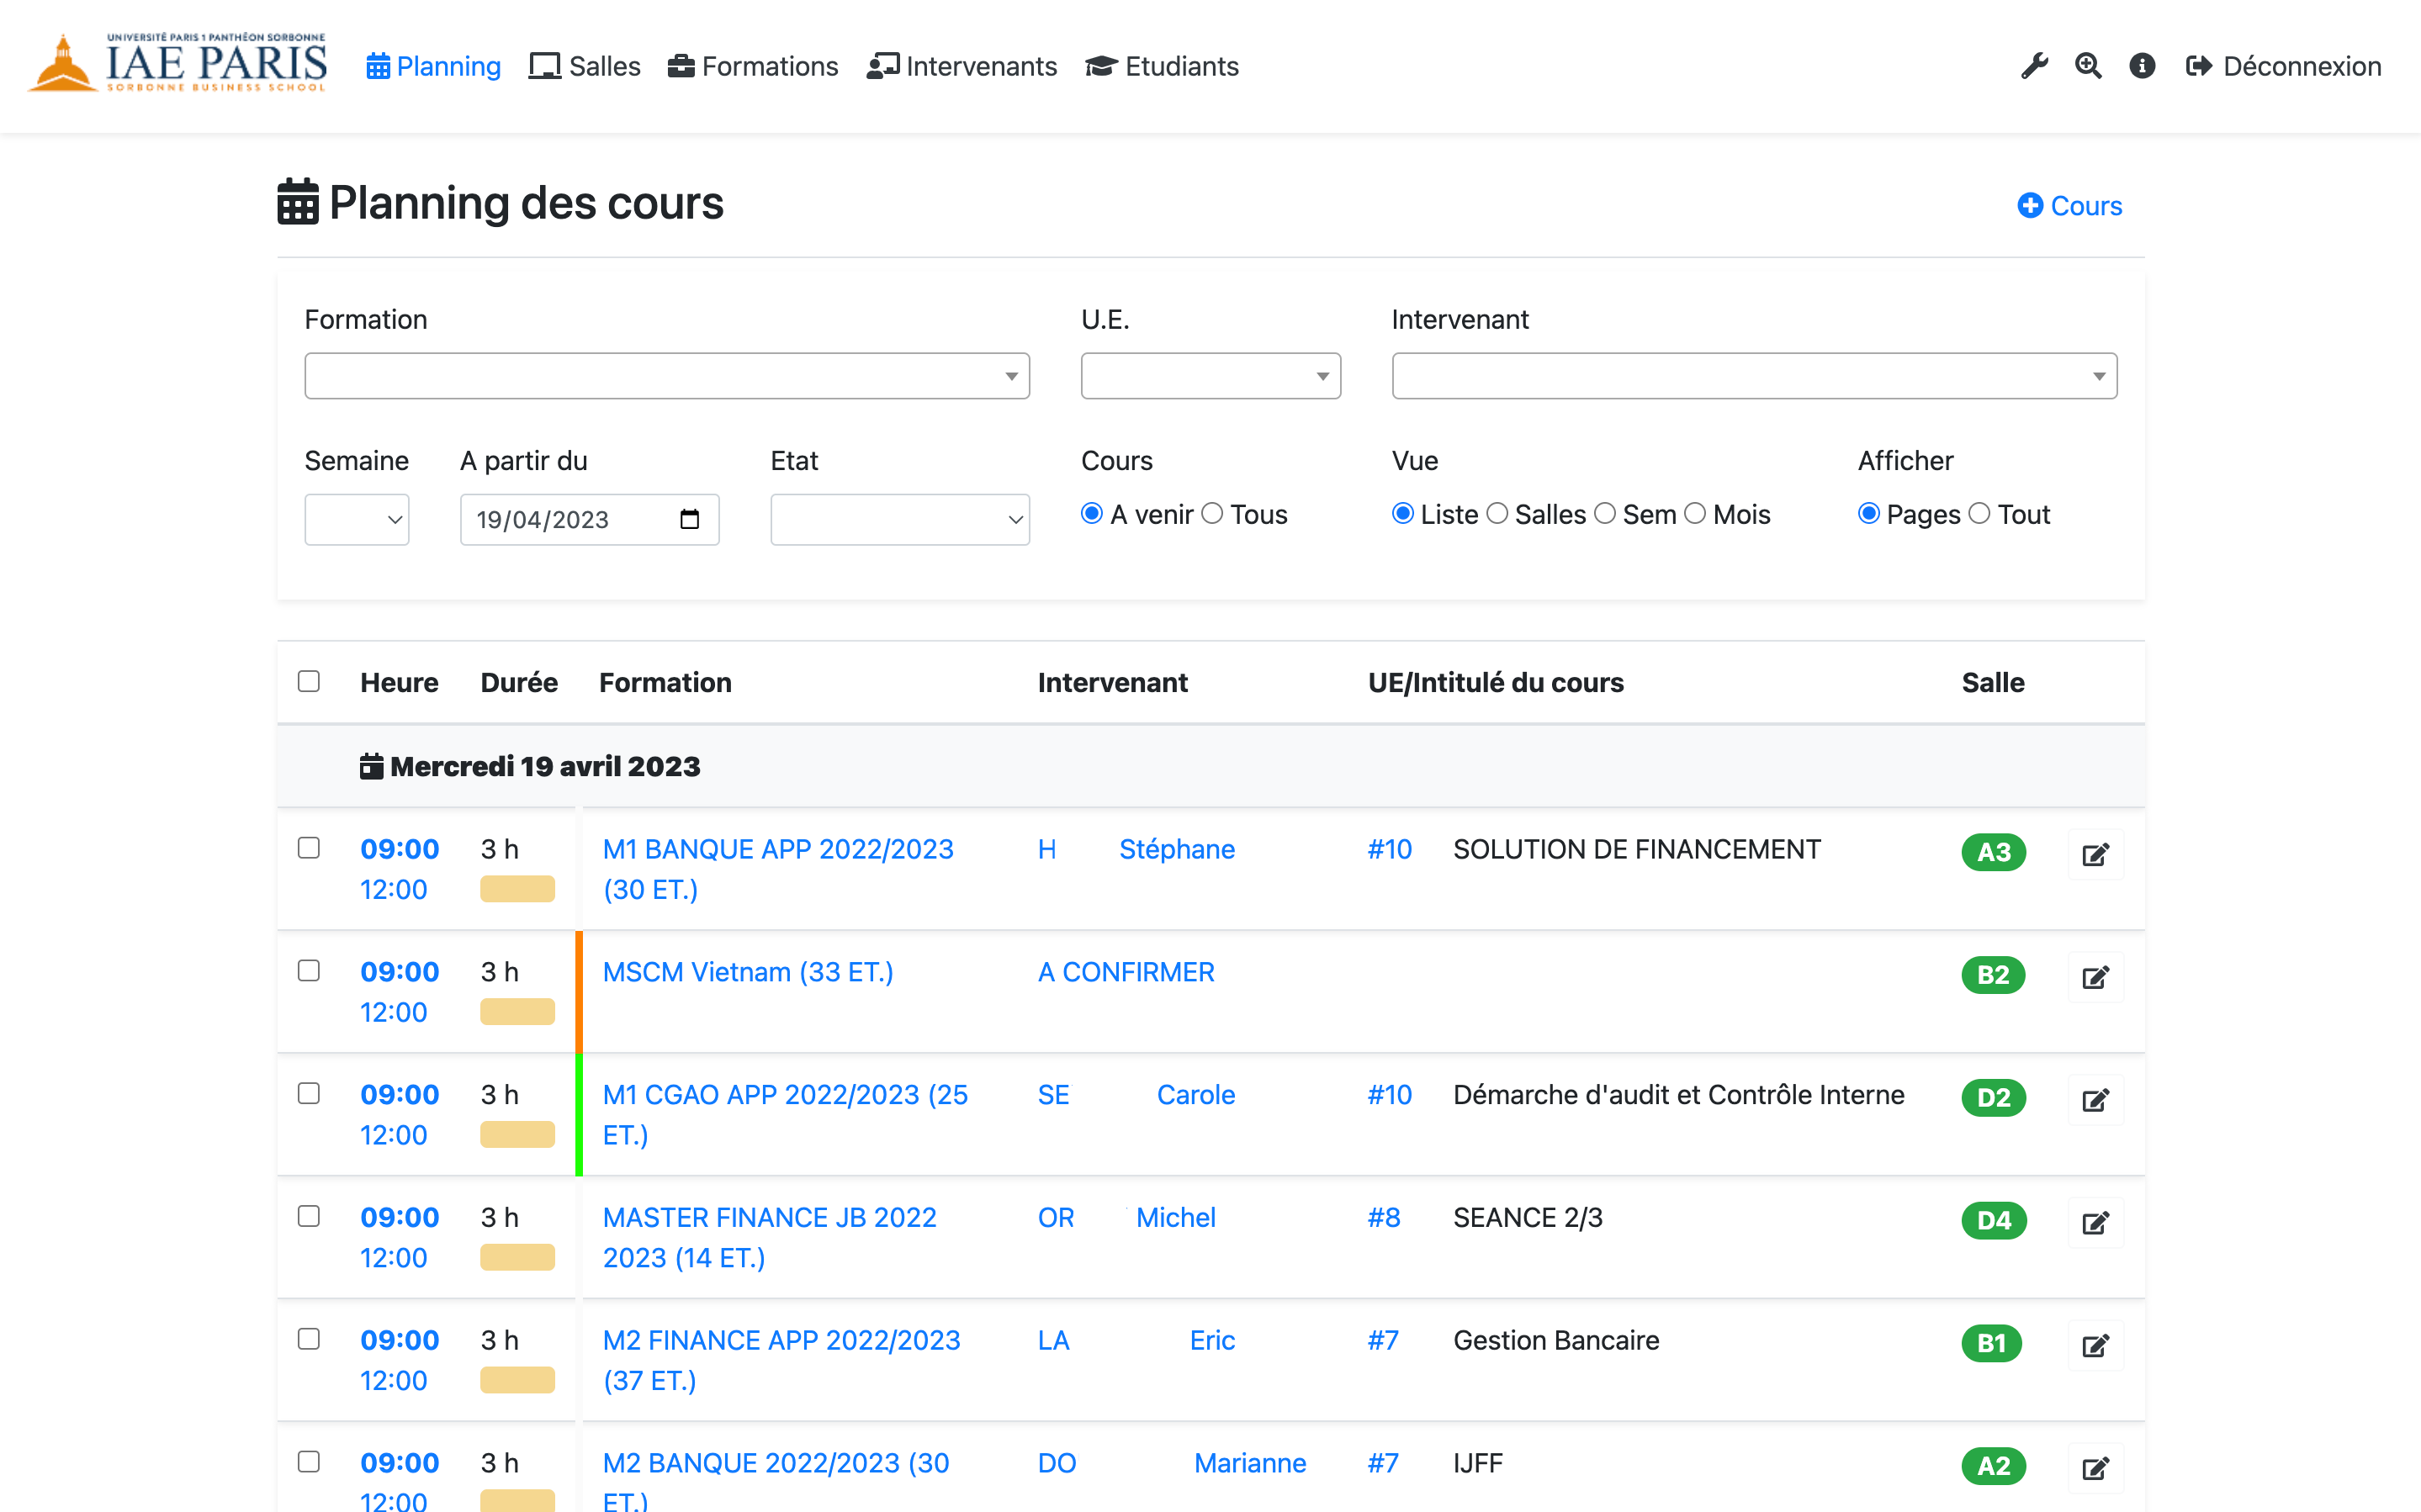 UNIVERSITÉ PARIS 1 PANTHÉON SORBONNE
IAE PARIS
SORBONNE BUSINESS SCHOOL
Planning Salles Formations Intervenants Etudiants Déconnexion
Planning des cours
Cours
Formation U.E. Intervenant
Semaine A partir du Etat Cours Vue Afficher
19/04/2023 A venir Tous Liste Salles Sem Mois Pages Tout
Heure Durée Formation Intervenant UE/Intitulé du cours Salle
Mercredi 19 avril 2023
09:00 3 h M1 BANQUE APP 2022/2023 H Stéphane #10 SOLUTION DE FINANCEMENT A3
12:00 (30 ET.)
09:00 3 h MSCM Vietnam (33 ET.) A CONFIRMER B2
12:00
09:00 3 h M1 CGAO APP 2022/2023 (25 SE Carole #10 Démarche d'audit et Contrôle Interne D2
12:00 ET.)
09:00 3 h MASTER FINANCE JB 2022 OR Michel #8 SEANCE 2/3 D4
12:00 2023 (14 ET.)
09:00 3 h M2 FINANCE APP 2022/2023 LA Eric #7 Gestion Bancaire B1
12:00 (37 ET.)
09:00 3 h M2 BANQUE 2022/2023 (30 DO Marianne #7 IJFF A2
12:00 ET.)